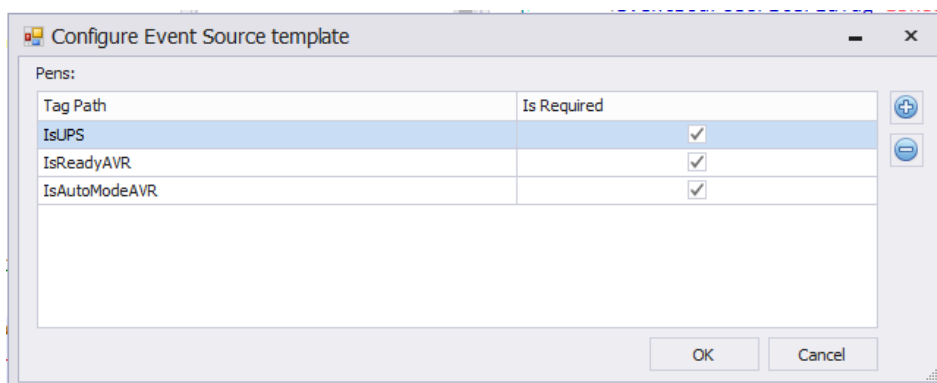 Configure Event Source template
Pens:
Tag Path Is Required
IsUPS
IsReadyAVR
IsAutoModeAVR
OK Cancel